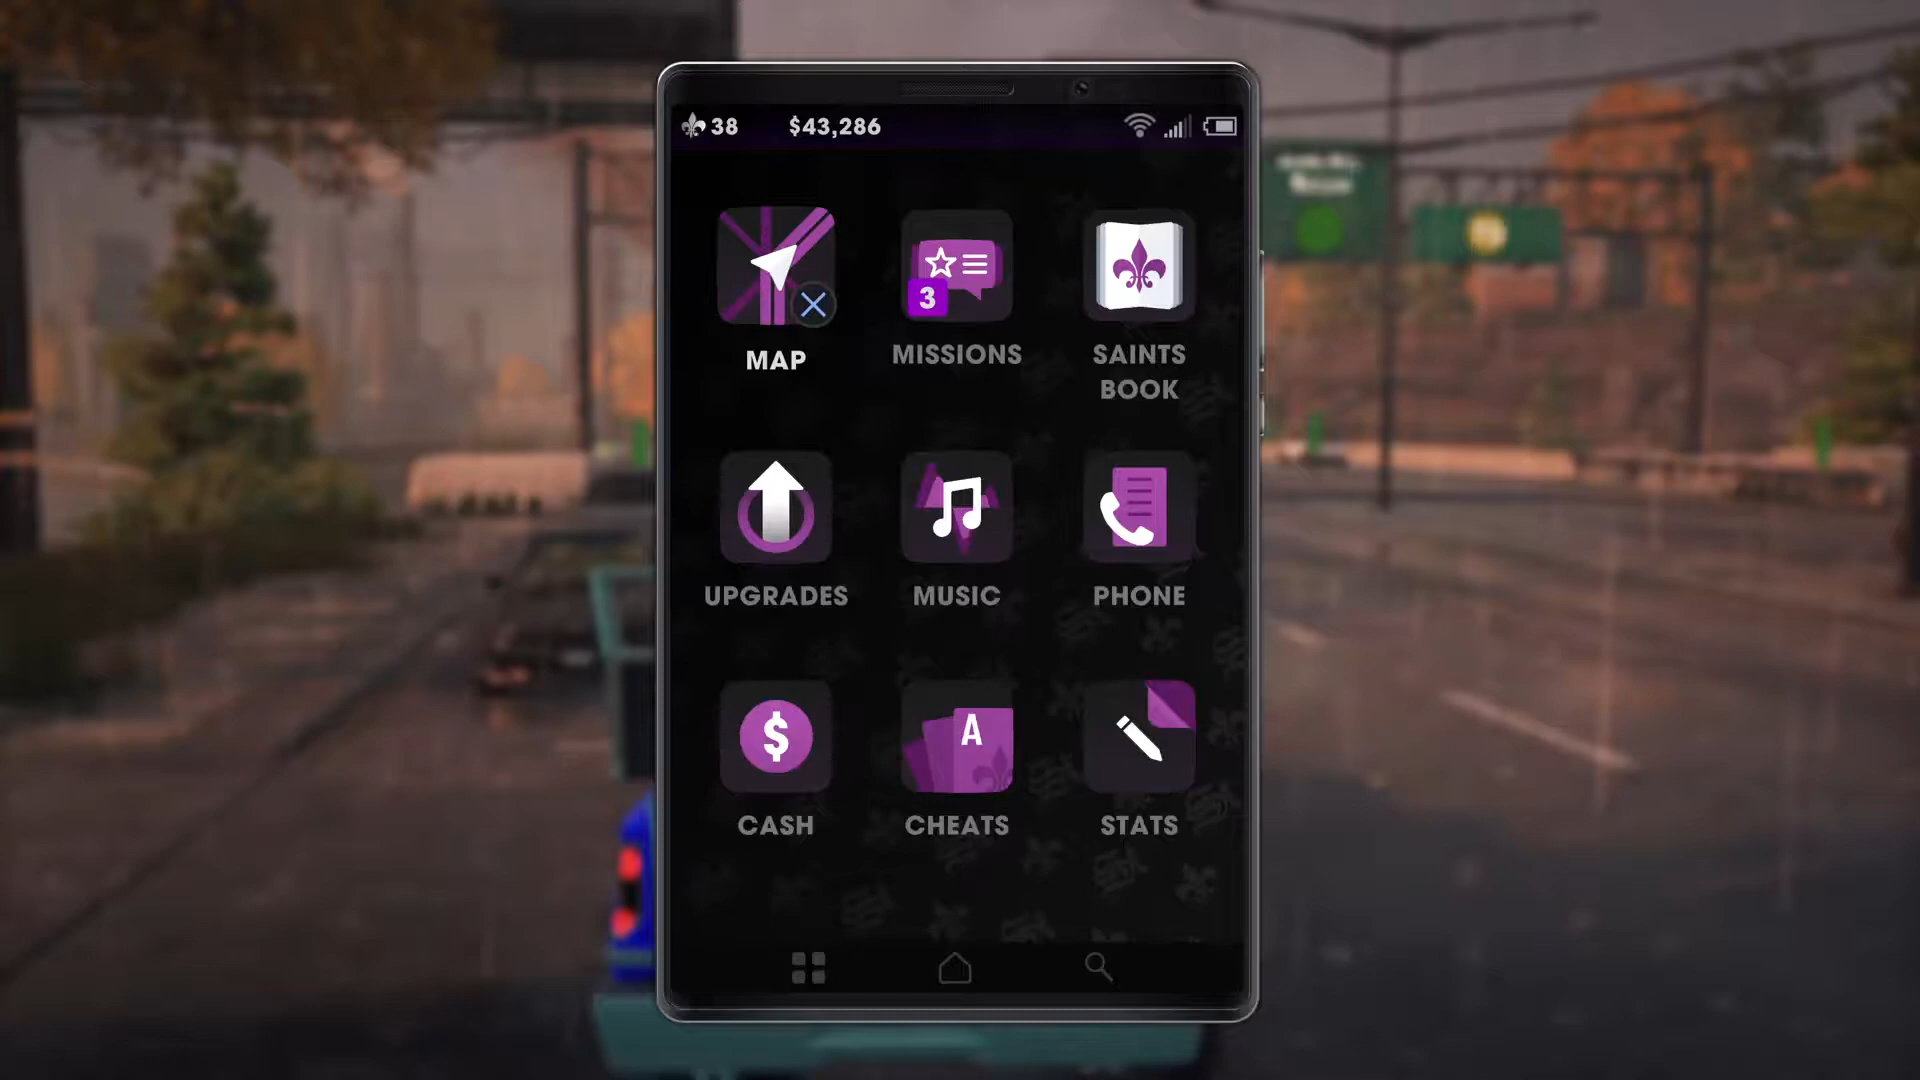 38 $43,286
MAP
3
MISSIONS
SAINTS
BOOK
UPGRADES
MUSIC
PHONE
$
CASH
A
CHEATS
STATS